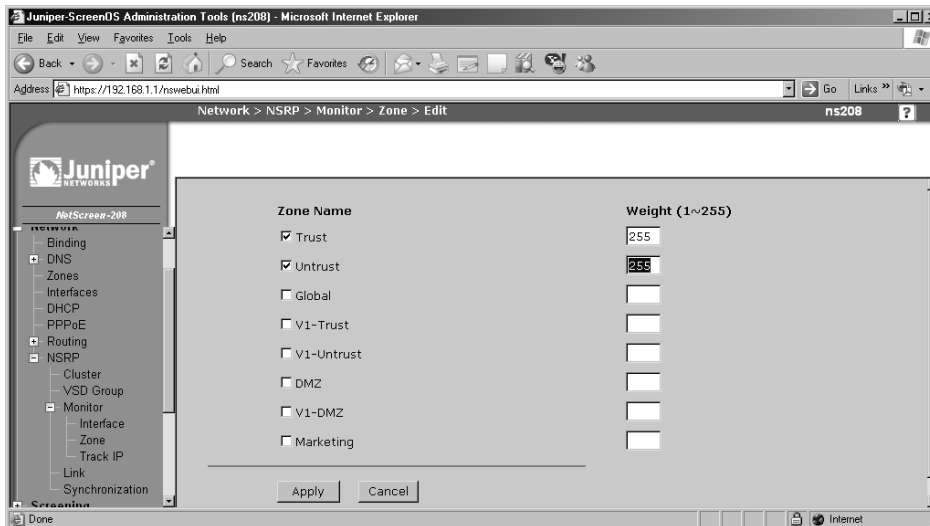 Juniper-ScreenOS Administration Tools (ns208) - Microsoft Internet Explorer
File Edit View Favorites Tools Help
Back Search Favorites
Address https://192.168.1.1/nswebui.html Go Links »
Network > NSRP > Monitor > Zone > Edit ns208 ?
Juniper®
NETWORKS
NetScreen-208
Network
Binding
DNS
Zones
Interfaces
DHCP
PPPoE
Routing
NSRP
Cluster
VSD Group
Monitor
Interface
Zone
Track IP
Link
Synchronization
Screening
Zone Name Weight (1~255)
Trust 255
Untrust 255
Global
V1-Trust
V1-Untrust
DMZ
V1-DMZ
Marketing
Apply Cancel
Done Internet